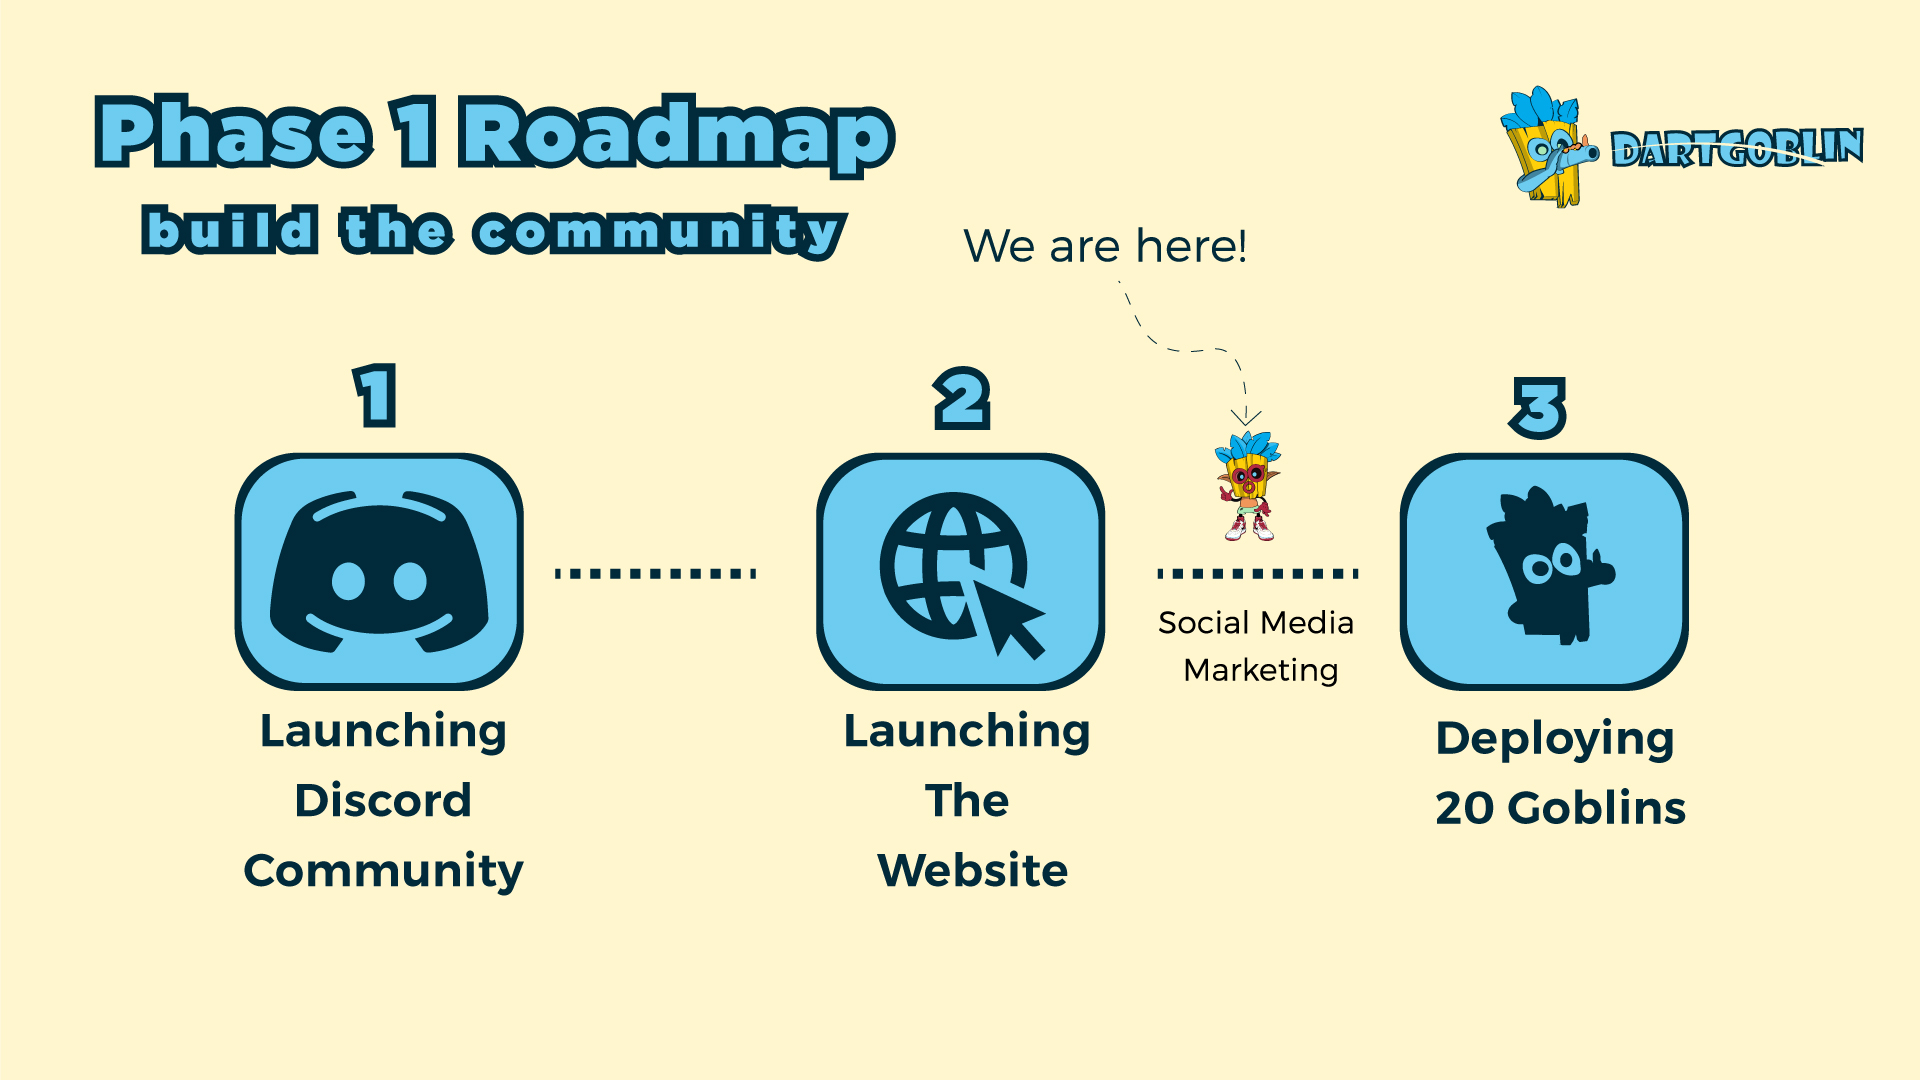 Phase 1 Roadmap
build the community
DARTGOBLIN
We are here!
1
2
3
Social Media
Marketing
Launching
Discord
Community
Launching
The
Website
Deploying
20 Goblins